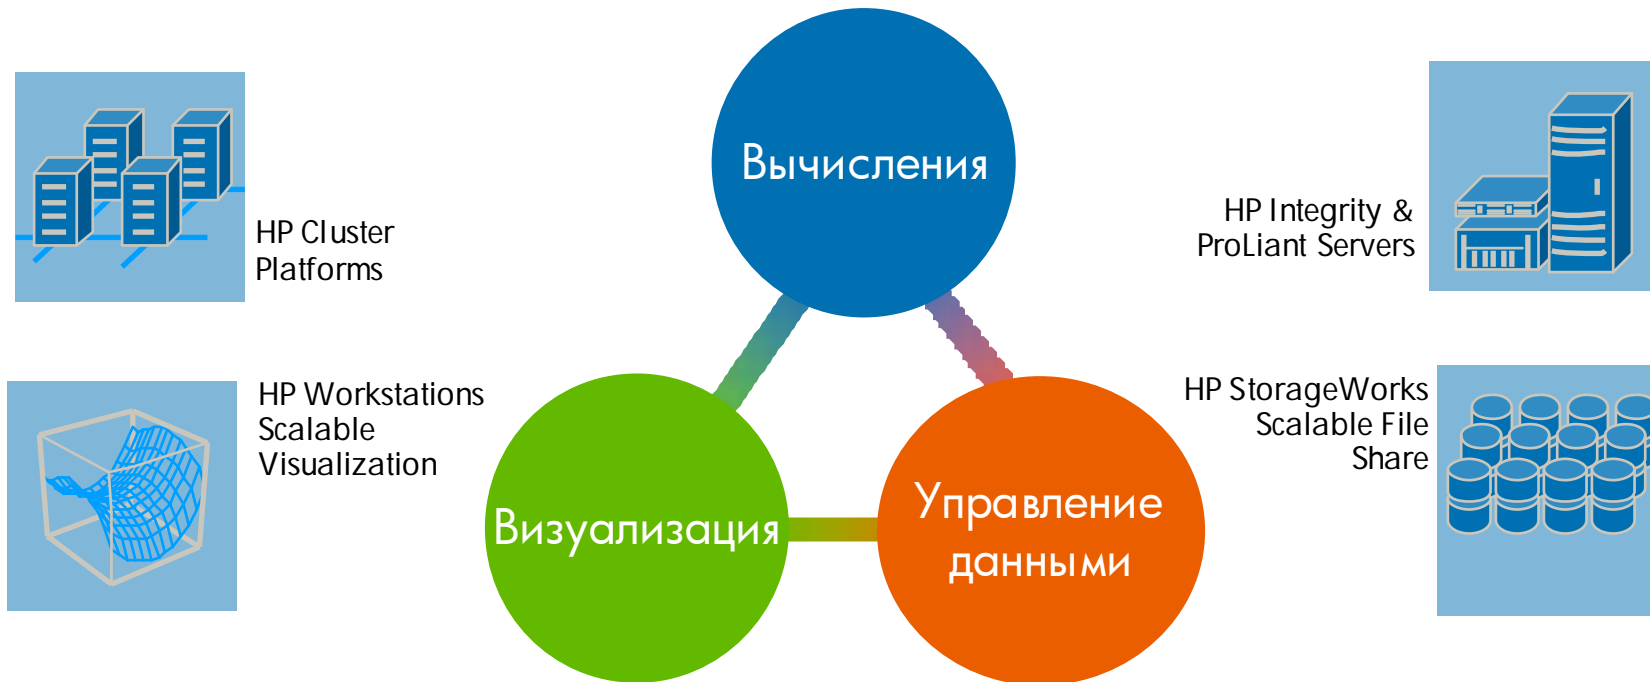 Вычисления
HP Cluster
Platforms
HP Integrity &
ProLiant Servers
HP Workstations
Scalable
Visualization
HP StorageWorks
Scalable File
Share
Визуализация
Управление
данными